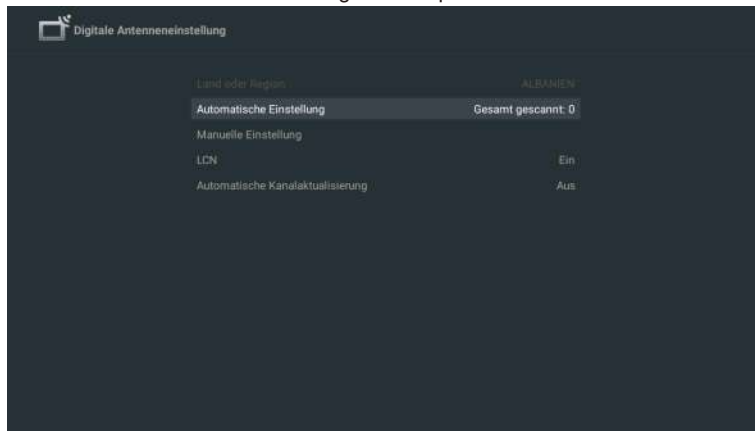 Digitale Antenneneinstellung
Land oder Region ALBANIEN
Automatische Einstellung Gesamt gescannt: 0
Manuelle Einstellung
LCN Ein
Automatische Kanalaktualisierung Aus